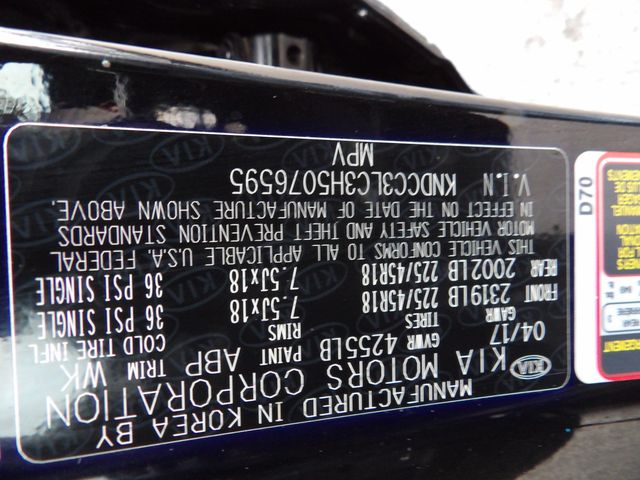 MANUFACTURED IN KOREA BY
KIA KIA MOTORS CORPORATION
04/17 GVWR 4255LB PAINT ABP TRIM WK
GAWR TIRES RIMS COLD TIRE INFL
FRONT 2319LB 225/45R18 7.5Jx18 36 PSI SINGLE
REAR 2002LB 225/45R18 7.5Jx18 36 PSI SINGLE
THIS VEHICLE CONFORMS TO ALL APPLICABLE U.S.A. FEDERAL
MOTOR VEHICLE SAFETY AND THEFT PREVENTION STANDARDS
IN EFFECT ON THE DATE OF MANUFACTURE SHOWN ABOVE.
V.I.N KNDCC3LC3H5076595
MPV
D70